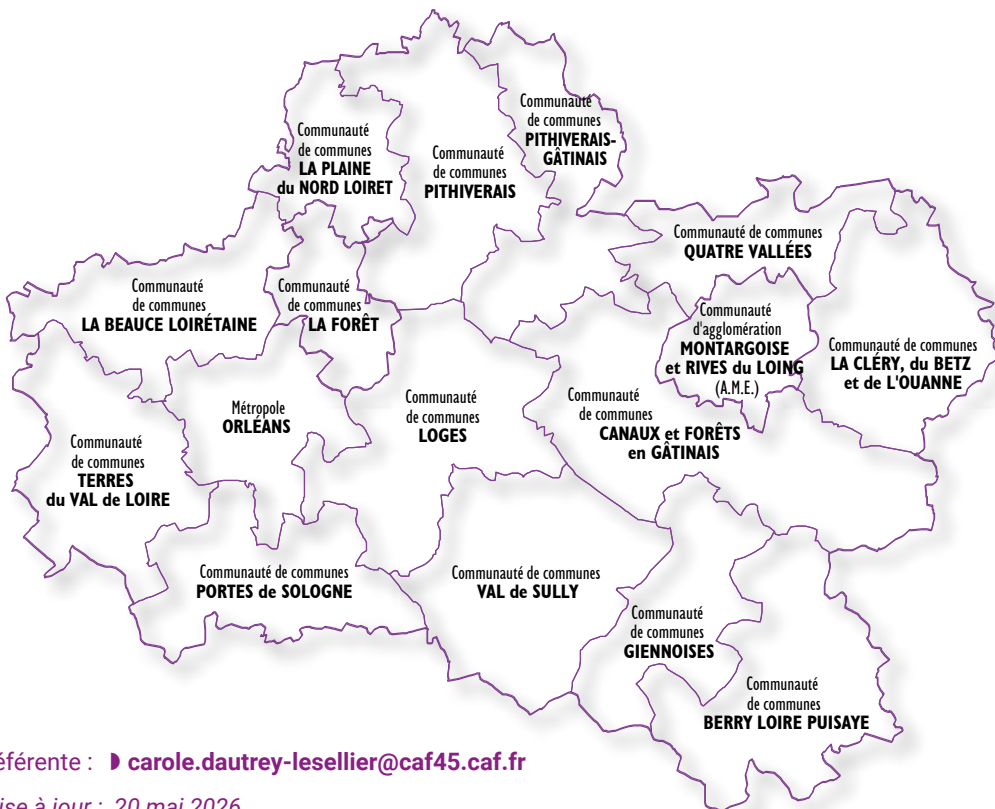 Communauté
de communes
PITHIVERAIS-
GÂTINAIS
Communauté
de communes
LA PLAINE
du NORD LOIRET
Communauté
de communes
PITHIVERAIS
Communauté de communes
QUATRE VALLÉES
Communauté
de communes
LA BEAUCE LOIRÉTAINE
Communauté
de communes
LA FORÊT
Communauté
d'agglomération
MONTARGOISE
et RIVES du LOING
(A.M.E.)
Communauté de communes
LA CLÉRY, du BETZ
et de L'OUANNE
Métropole
ORLÉANS
Communauté
de communes
LOGES
Communauté
de communes
CANAUX et FORÊTS
en GÂTINAIS
Communauté
de communes
TERRES
du VAL de LOIRE
Communauté de communes
PORTES de SOLOGNE
Communauté de communes
VAL de SULLY
Communauté
de communes
GIENNOISES
Communauté
de communes
BERRY LOIRE PUISAYE
éférente : ◗ carole.dautrey-lesellier@caf45.caf.fr
ise à jour : 20 mai 2026